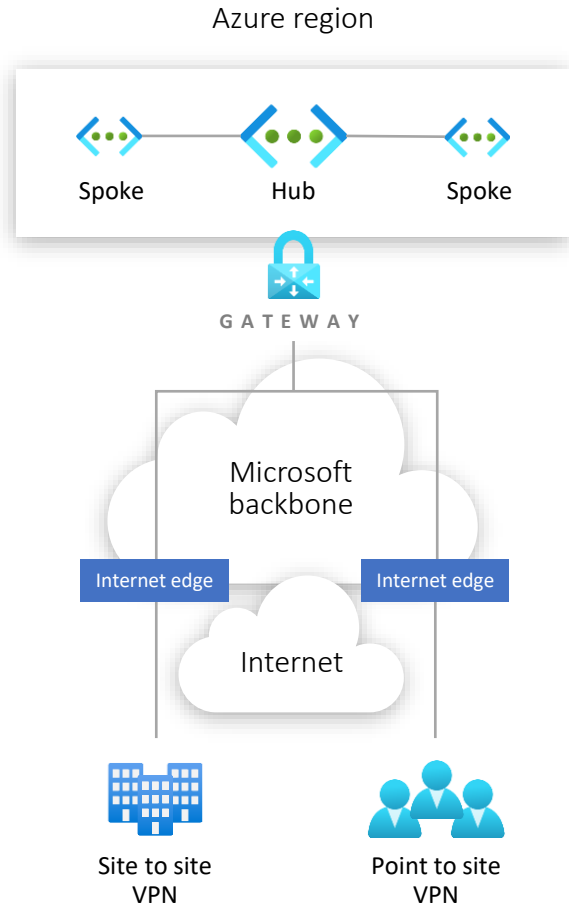 Azure region
Spoke
Hub
Spoke
GATEWAY
Microsoft
backbone
Internet edge
Internet edge
Internet
Site to site
VPN
Point to site
VPN